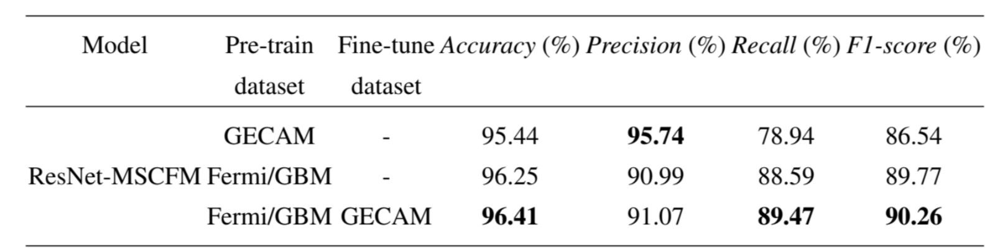 Model Pre-train Fine-tune Accuracy (%) Precision (%) Recall (%) F1-score (%)
dataset dataset
GECAM - 95.44 95.74 78.94 86.54
ResNet-MSCFM Fermi/GBM - 96.25 90.99 88.59 89.77
Fermi/GBM GECAM 96.41 91.07 89.47 90.26